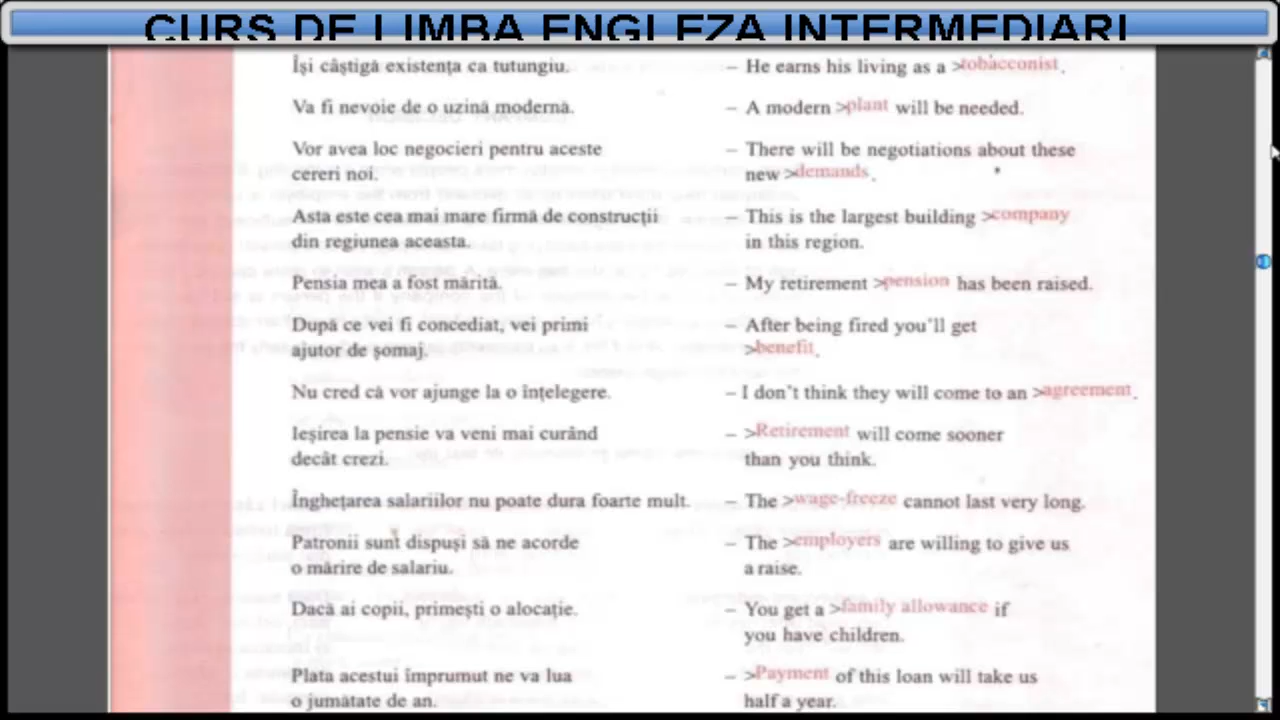 CURS DE LIMBA ENGLEZA INTERMEDIARI
Își câștigă existența ca tutungiu.
– He earns his living as a >tobacconist.
Va fi nevoie de o uzină modernă.
– A modern >plant will be needed.
Vor avea loc negocieri pentru aceste
cereri noi.
– There will be negotiations about these
new >demands.
Asta este cea mai mare firmă de construcții
din regiunea aceasta.
– This is the largest building >company
in this region.
Pensia mea a fost mărită.
– My retirement >pension has been raised.
După ce vei fi concediat, vei primi
ajutor de șomaj.
– After being fired you'll get
>benefit.
Nu cred că vor ajunge la o înțelegere.
– I don't think they will come to an >agreement.
Ieșirea la pensie va veni mai curând
decât crezi.
– >Retirement will come sooner
than you think.
Înghețarea salariilor nu poate dura foarte mult.
– The >wage-freeze cannot last very long.
Patronii sunt dispuși să ne acorde
o mărire de salariu.
– The >employers are willing to give us
a raise.
Dacă ai copii, primești o alocație.
– You get a >family allowance if
you have children.
Plata acestui împrumut ne va lua
o jumătate de an.
– >Payment of this loan will take us
half a year.